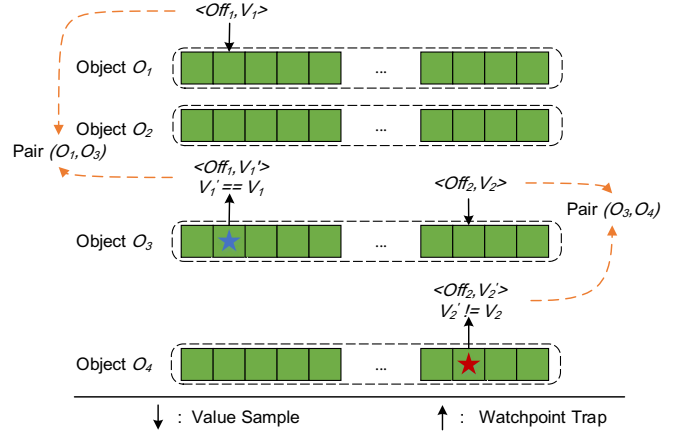 <Off1,V1>
Object O1
...
Object O2
...
Pair (O1,O3)
<Off1,V1'>
V1' == V1
<Off2,V2>
Pair (O3,O4)
Object O3
...
<Off2,V2'>
V2' != V2
Object O4
...
: Value Sample
: Watchpoint Trap